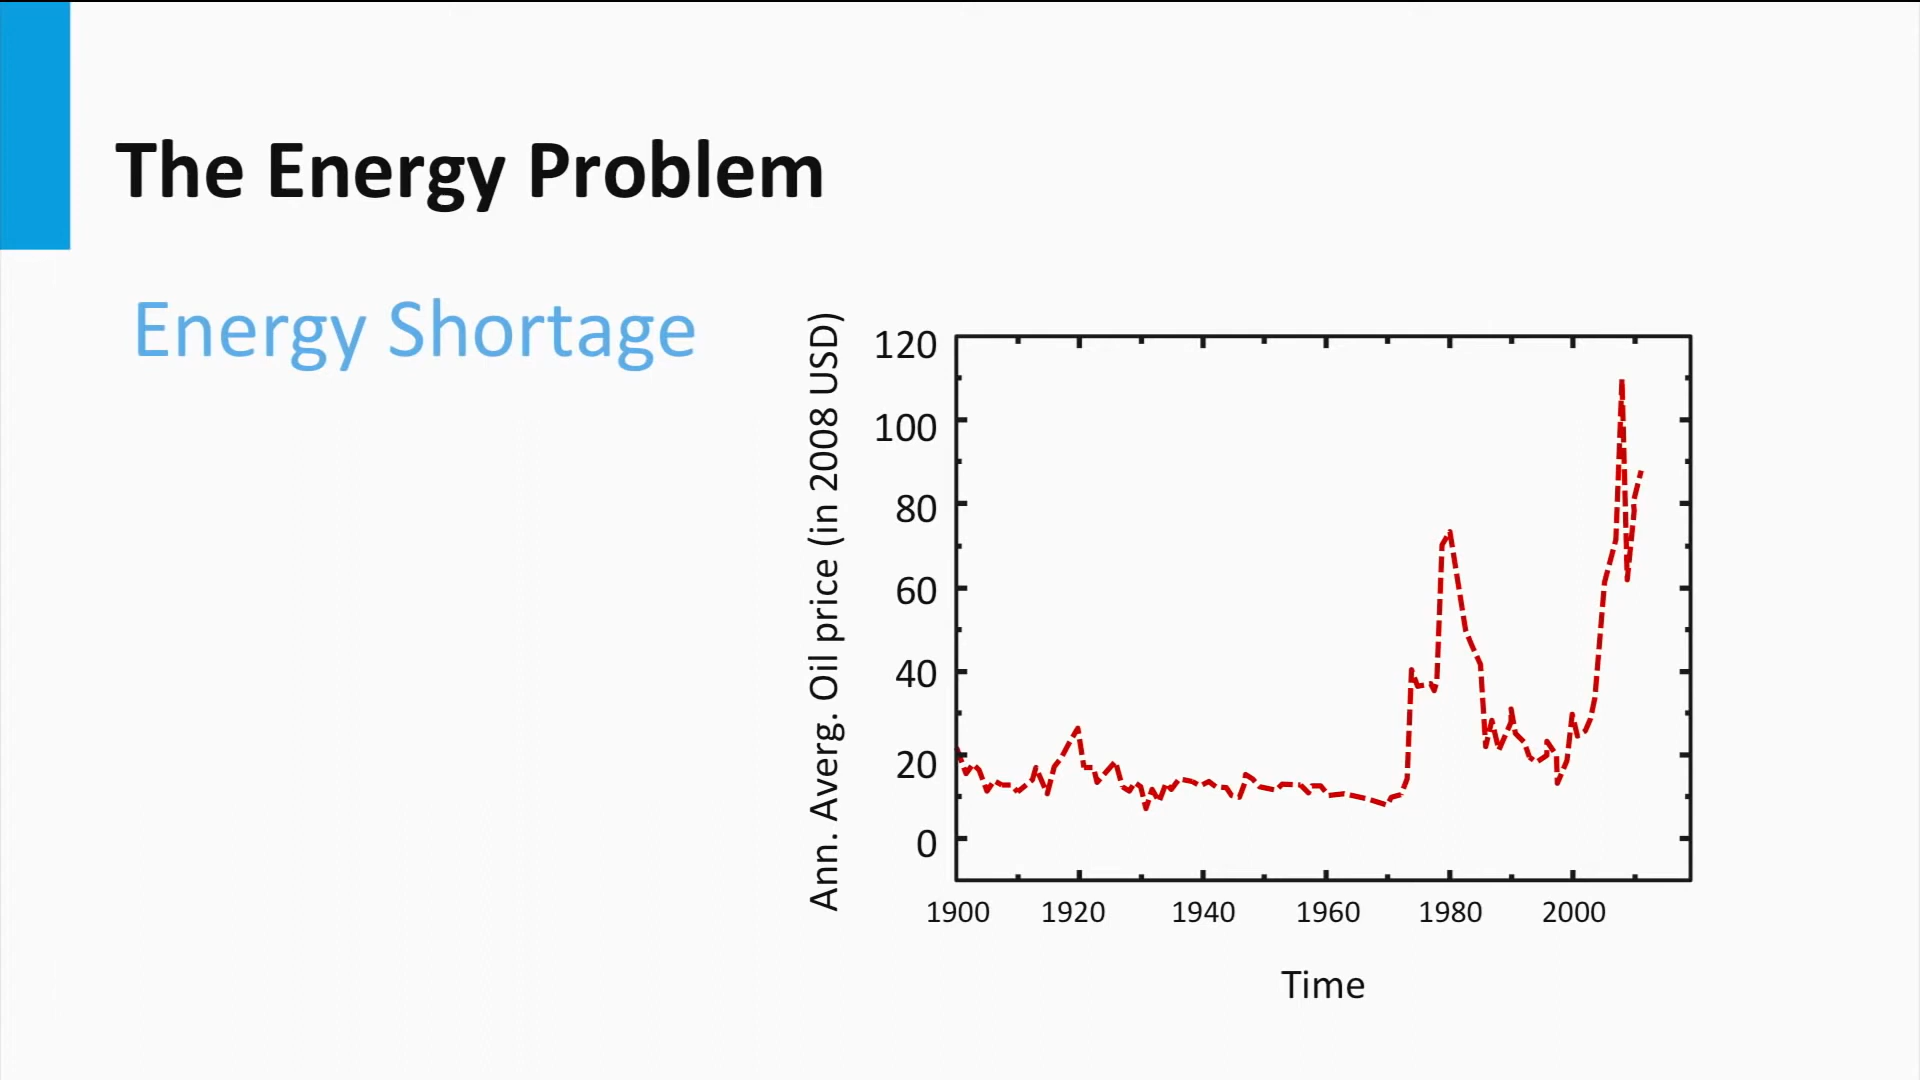 The Energy Problem
Energy Shortage
Ann. Averg. Oil price (in 2008 USD)
120
100
80
60
40
20
0
1900 1920 1940 1960 1980 2000
Time